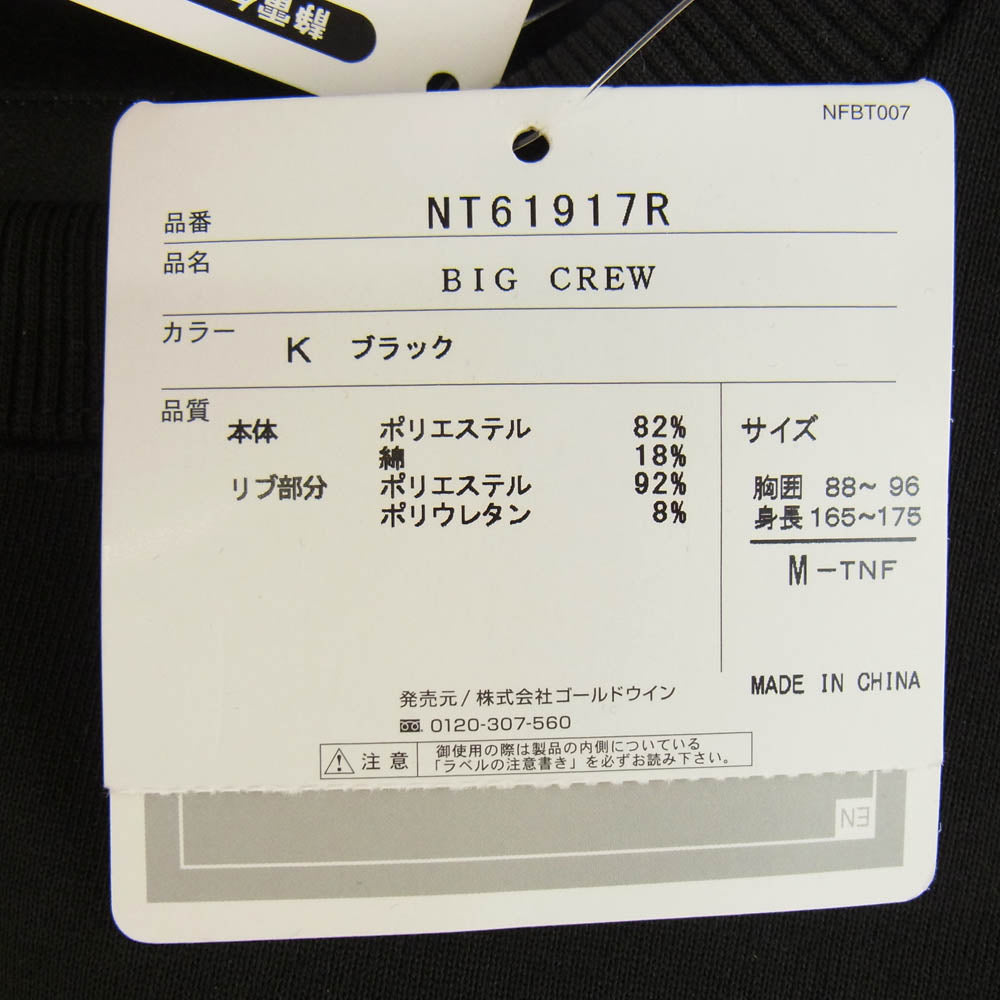 静電
NFBT007
品番 NT61917R
品名 BIG CREW
カラー K ブラック
品質 本体 ポリエステル 82%
綿 18%
リブ部分 ポリエステル 92%
ポリウレタン 8%
サイズ
胸囲 88~ 96
身長 165~175
M-TNF
MADE IN CHINA
発売元/株式会社ゴールドウイン
0120-307-560
注意 御使用の際は製品の内側についている
「ラベルの注意書き」を必ずお読み下さい。
EN